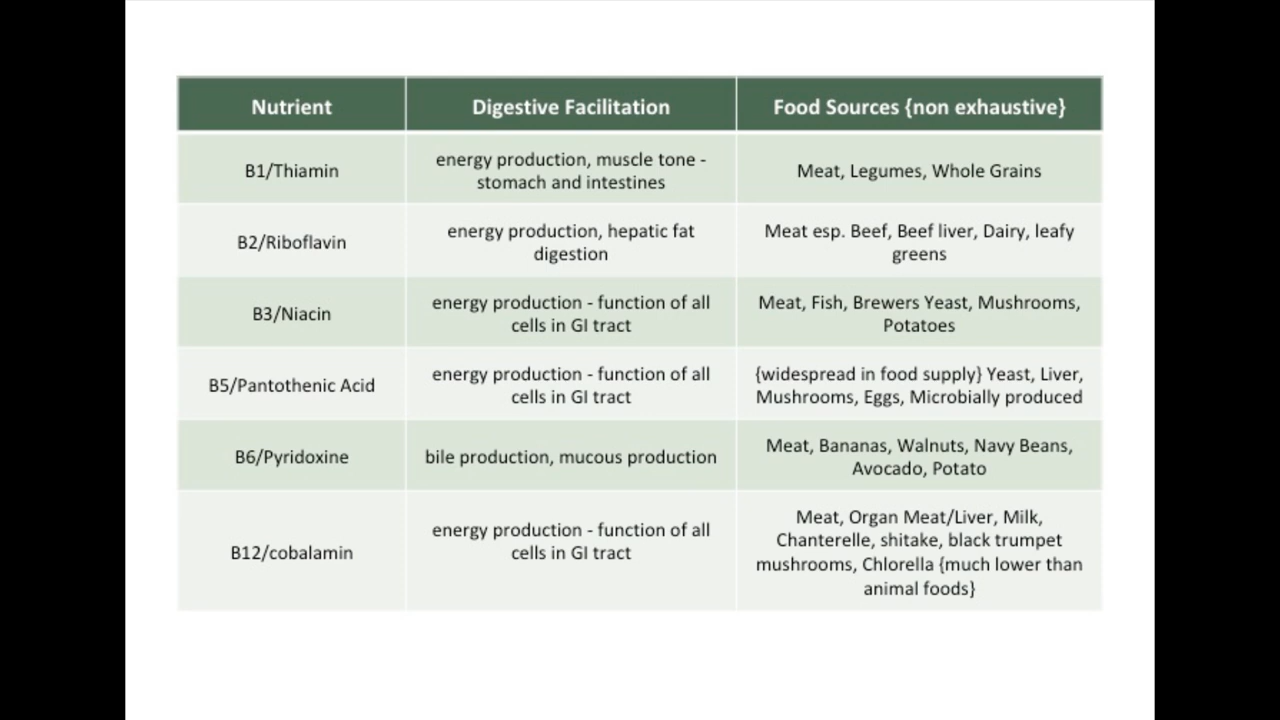 Nutrient
Digestive Facilitation
Food Sources {non exhaustive}
B1/Thiamin
energy production, muscle tone -
stomach and intestines
Meat, Legumes, Whole Grains
B2/Riboflavin
energy production, hepatic fat
digestion
Meat esp. Beef, Beef liver, Dairy, leafy
greens
B3/Niacin
energy production - function of all
cells in GI tract
Meat, Fish, Brewers Yeast, Mushrooms,
Potatoes
B5/Pantothenic Acid
energy production - function of all
cells in GI tract
{widespread in food supply} Yeast, Liver,
Mushrooms, Eggs, Microbially produced
B6/Pyridoxine
bile production, mucous production
Meat, Bananas, Walnuts, Navy Beans,
Avocado, Potato
B12/cobalamin
energy production - function of all
cells in GI tract
Meat, Organ Meat/Liver, Milk,
Chanterelle, shitake, black trumpet
mushrooms, Chlorella {much lower than
animal foods}